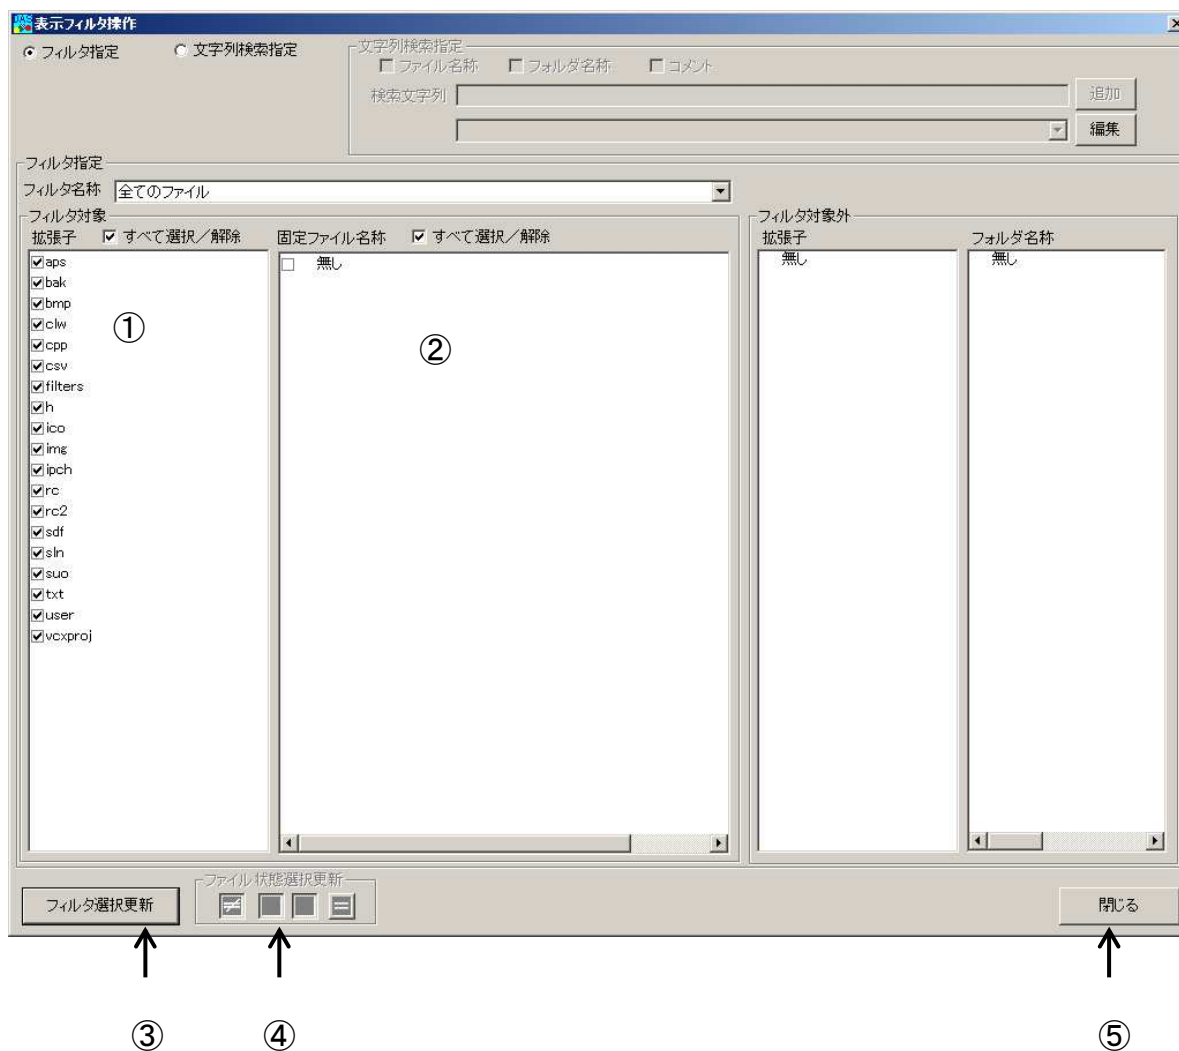 表示フィルタ操作
フィルタ指定 文字列検索指定
文字列検索指定
ファイル名称 フォルダ名称 コメント
検索文字列 追加
編集
フィルタ指定
フィルタ名称 全てのファイル
フィルタ対象
拡張子 すべて選択／解除 固定ファイル名称 すべて選択／解除
aps
bak
bmp
clw
cpp
csv
filters
h
ico
img
ipch
rc
rc2
sdf
sln
suo
txt
user
vcxproj
無し
①
②
フィルタ対象外
拡張子 フォルダ名称
無し 無し
フィルタ選択更新
ファイル状態選択更新
≠ =
閉じる
③ ④ ⑤